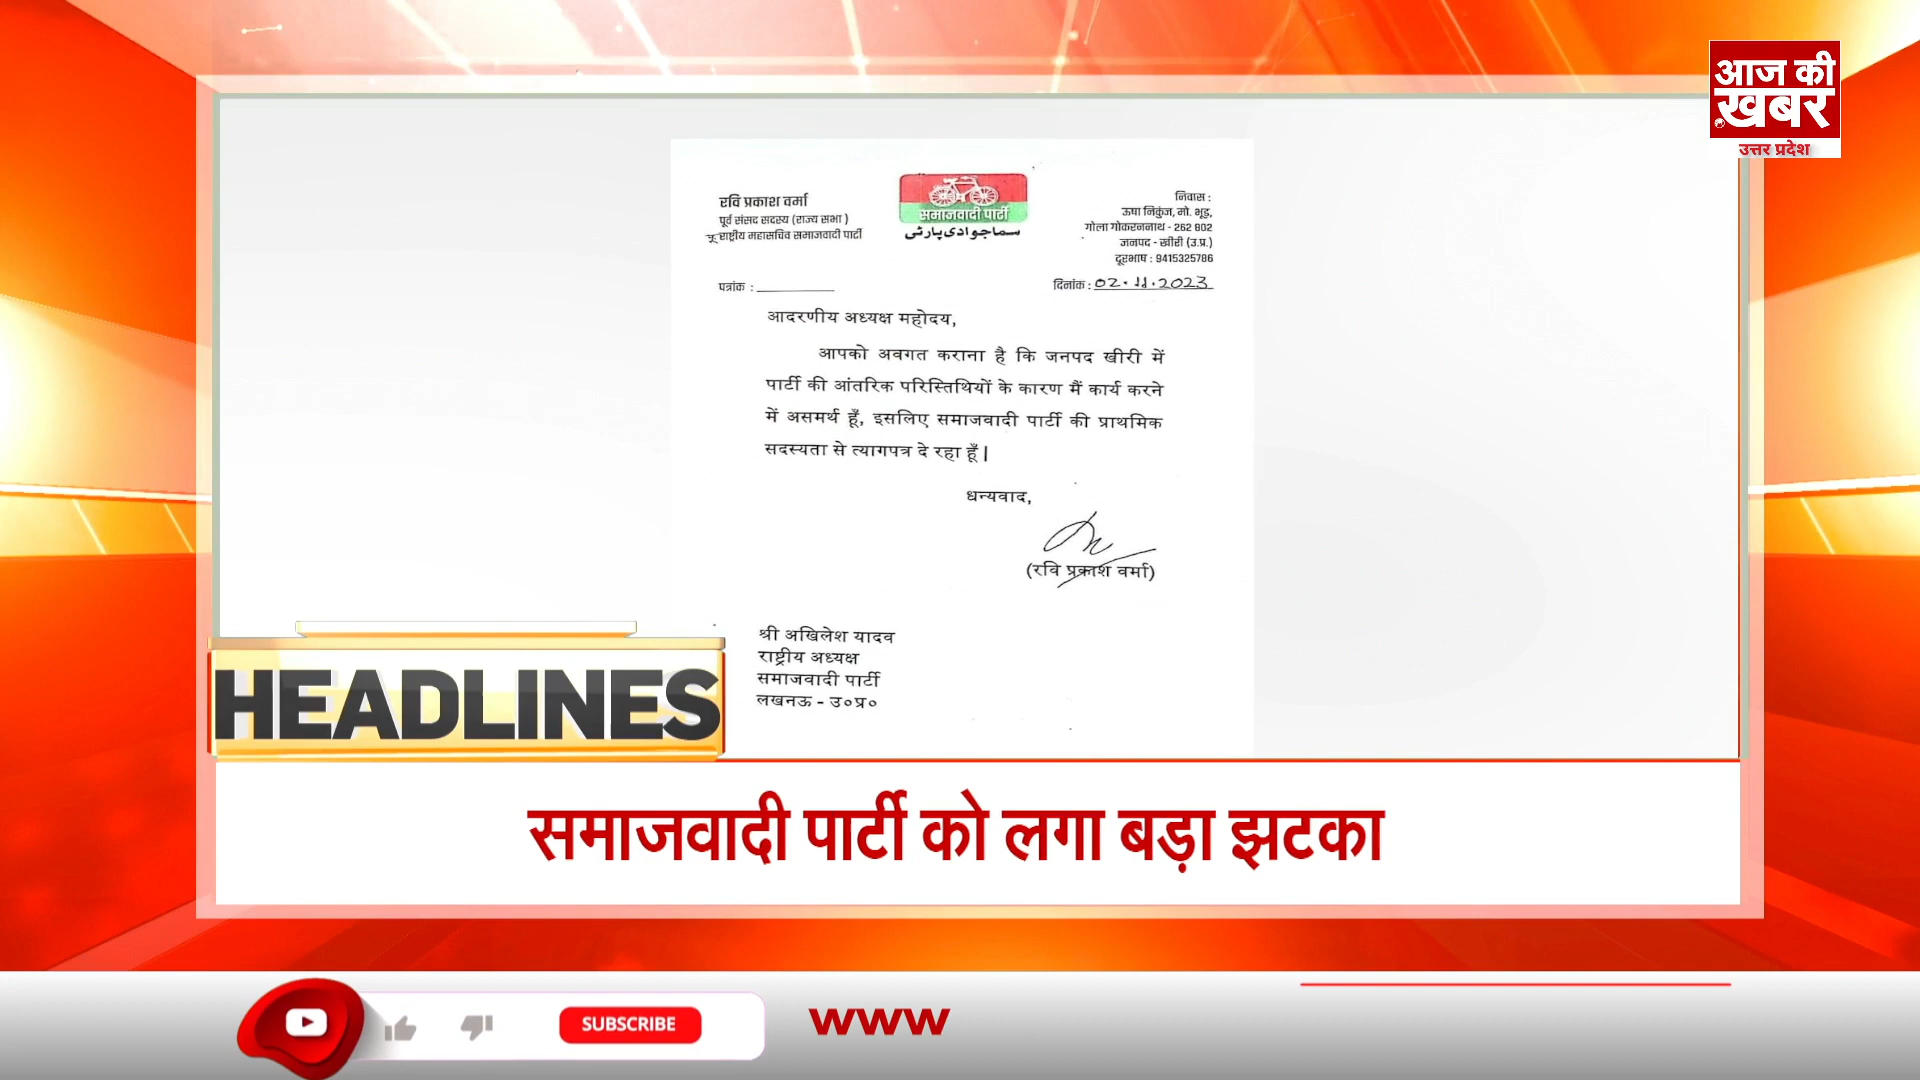 आज की
ख़बर
उत्तर प्रदेश
रवि प्रकाश वर्मा
पूर्व संसद सदस्य (राज्य सभा )
पू. राष्ट्रीय महासचिव समाजवादी पार्टी
समाजवादी पार्टी
سماجوادی پارٹی
निवास :
ऊषा निकुंज, मो. भूड़,
गोला गोकरननाथ - 262 802
जनपद - खीरी (उ.प्र.)
दूरभाष : 9415325786
पत्रांक :
दिनांक : 02.11.2023
आदरणीय अध्यक्ष महोदय,
आपको अवगत कराना है कि जनपद खीरी में
पार्टी की आंतरिक परिस्तिथियों के कारण मैं कार्य करने
में असमर्थ हूँ, इसलिए समाजवादी पार्टी की प्राथमिक
सदस्यता से त्यागपत्र दे रहा हूँ|
धन्यवाद,
(रवि प्रकाश वर्मा)
श्री अखिलेश यादव
राष्ट्रीय अध्यक्ष
समाजवादी पार्टी
लखनऊ - उ०प्र०
HEADLINES
समाजवादी पार्टी को लगा बड़ा झटका
SUBSCRIBE
www